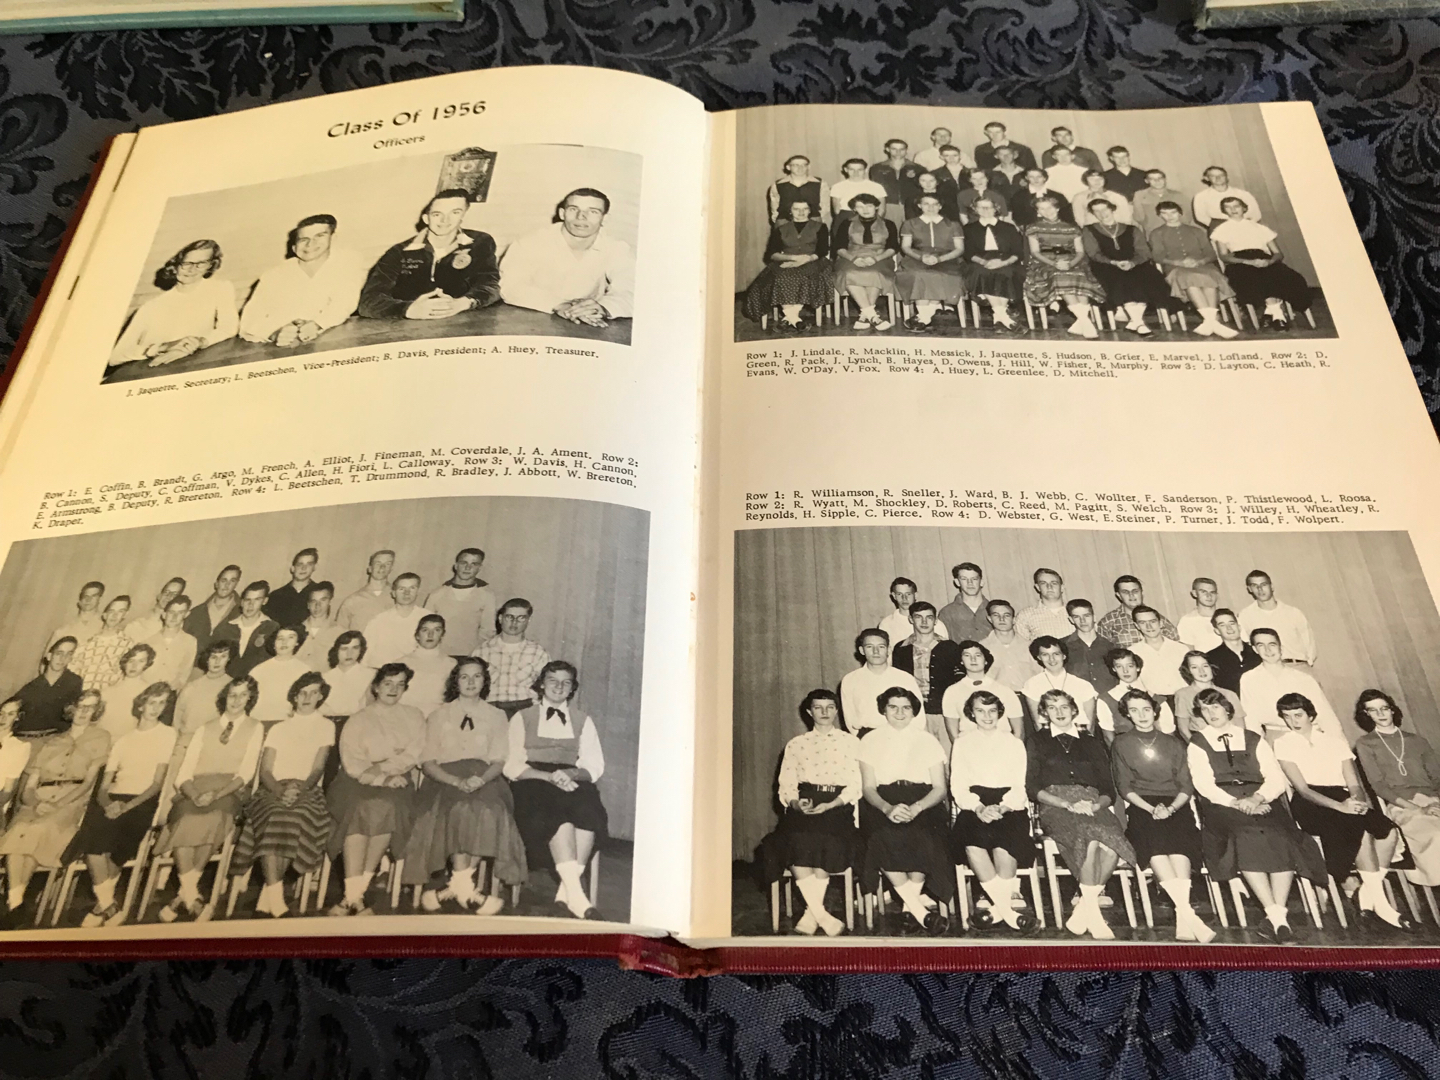 Class Of 1956
Officers
J. Jaquette, Secretary; L. Beetschen, Vice-President; B. Davis, President; A. Huey, Treasurer.
Row 1: E. Coffin, B. Brandt, G. Argo, M. French, A. Elliot, J. Fineman, M. Coverdale, J. A. Ament. Row 2:
B. Cannon, S. Deputy, C. Coffman, V. Dykes, C. Allen, H. Fiori, L. Calloway. Row 3: W. Davis, H. Cannon,
E. Armstrong, B. Deputy, R. Brereton. Row 4: L. Beetschen, T. Drummond, R. Bradley, J. Abbott, W. Brereton,
K. Draper.
Row 1: J. Lindale, R. Macklin, H. Messick, J. Jaquette, S. Hudson, B. Grier, E. Marvel, J. Lofland. Row 2: D.
Green, R. Pack, J. Lynch, B. Hayes, D. Owens, J. Hill, W. Fisher, R. Murphy. Row 3: D. Layton, C. Heath, R.
Evans, W. O'Day, V. Fox. Row 4: A. Huey, L. Greenlee, D. Mitchell.
Row 1: R. Williamson, R. Sneller, J. Ward, B. J. Webb, C. Wollter, F. Sanderson, P. Thistlewood, L. Roosa.
Row 2: R. Wyatt, M. Shockley, D. Roberts, C. Reed, M. Pagitt, S. Welch. Row 3: J. Willey, H. Wheatley, R.
Reynolds, H. Sipple, C. Pierce. Row 4: D. Webster, G. West, E. Steiner, P. Turner, J. Todd, F. Wolpert.